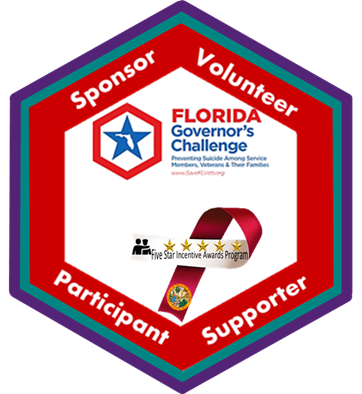 Sponsor
Volunteer
FLORIDA
Governor's
Challenge
Preventing Suicide Among Service
Members, Veterans & Their Families
www.SaveFLVets.org
Five Star Incentive Awards Program
Participant
Supporter